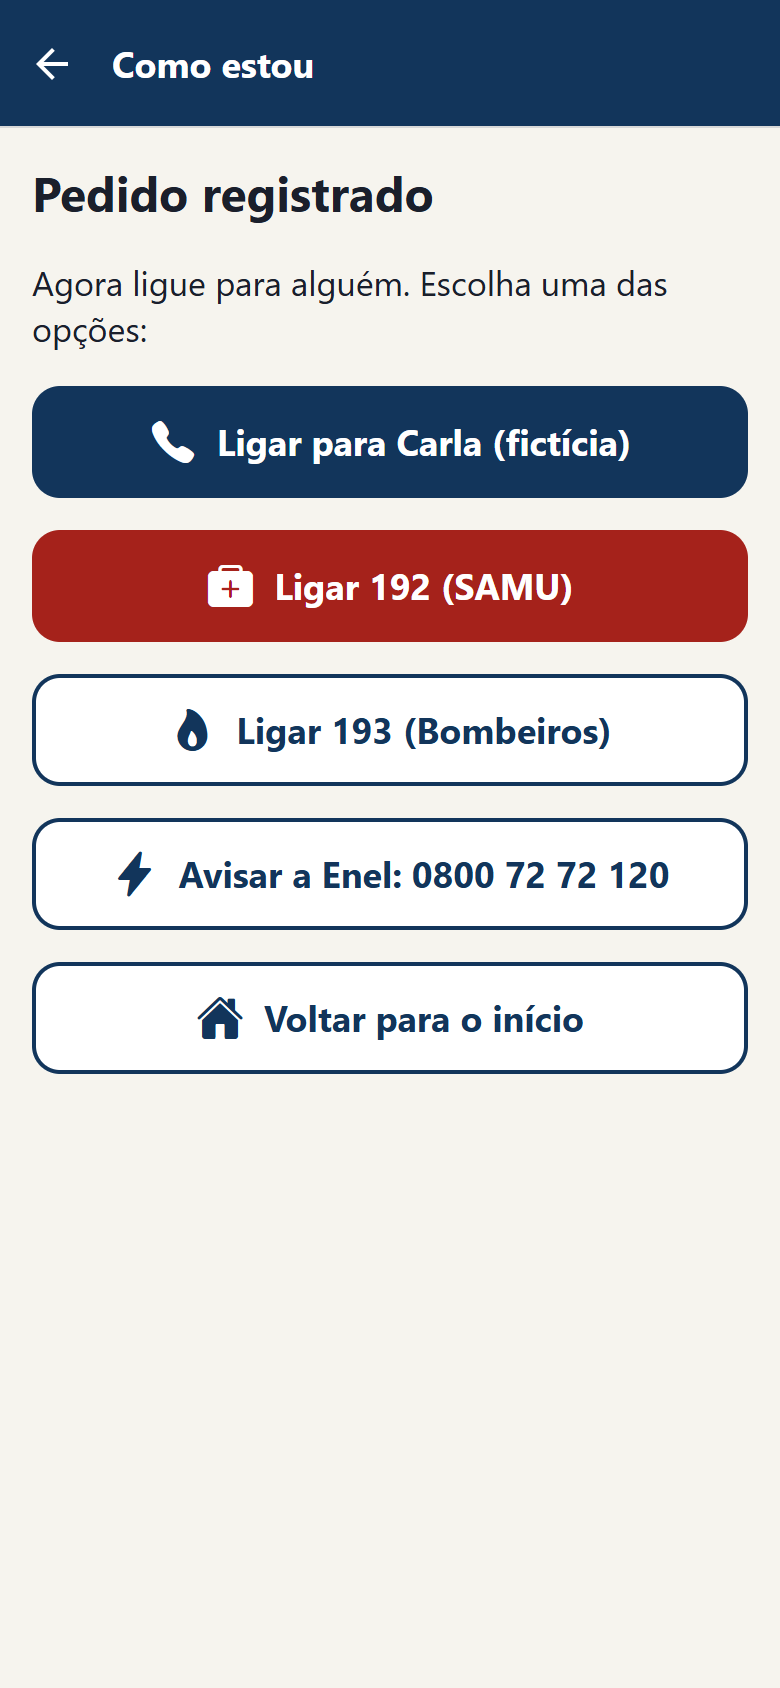 Como estou
Pedido registrado
Agora ligue para alguém. Escolha uma das
opções:
Ligar para Carla (fictícia)
Ligar 192 (SAMU)
Ligar 193 (Bombeiros)
Avisar a Enel: 0800 72 72 120
Voltar para o início